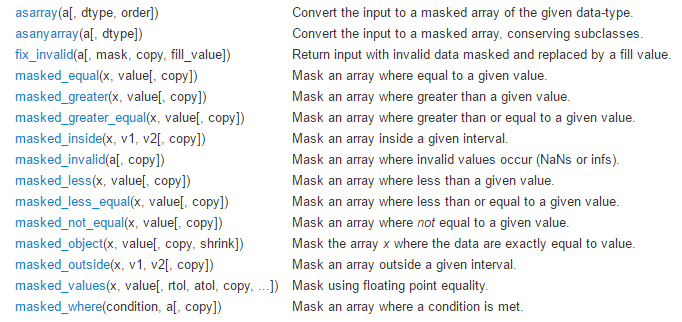 asarray(a[, dtype, order]) Convert the input to a masked array of the given data-type.
asanyarray(a[, dtype]) Convert the input to a masked array, conserving subclasses.
fix_invalid(a[, mask, copy, fill_value]) Return input with invalid data masked and replaced by a fill value.
masked_equal(x, value[, copy]) Mask an array where equal to a given value.
masked_greater(x, value[, copy]) Mask an array where greater than a given value.
masked_greater_equal(x, value[, copy]) Mask an array where greater than or equal to a given value.
masked_inside(x, v1, v2[, copy]) Mask an array inside a given interval.
masked_invalid(a[, copy]) Mask an array where invalid values occur (NaNs or infs).
masked_less(x, value[, copy]) Mask an array where less than a given value.
masked_less_equal(x, value[, copy]) Mask an array where less than or equal to a given value.
masked_not_equal(x, value[, copy]) Mask an array where not equal to a given value.
masked_object(x, value[, copy, shrink]) Mask the array x where the data are exactly equal to value.
masked_outside(x, v1, v2[, copy]) Mask an array outside a given interval.
masked_values(x, value[, rtol, atol, copy, ...]) Mask using floating point equality.
masked_where(condition, a[, copy]) Mask an array where a condition is met.